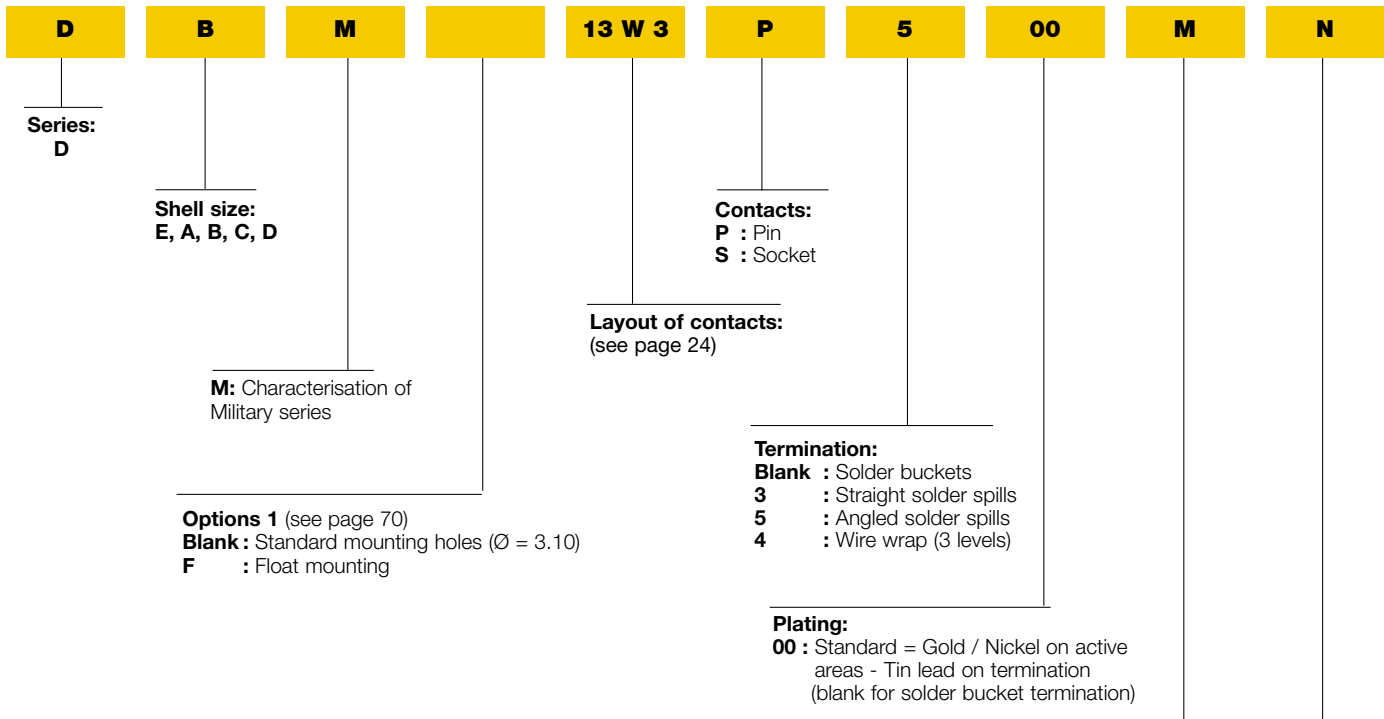 D B M 13 W 3 P 5 00 M N
Series:
D
Shell size:
E, A, B, C, D
Contacts:
P : Pin
S : Socket
Layout of contacts:
(see page 24)
M: Characterisation of
Military series
Termination:
Blank : Solder buckets
3 : Straight solder spills
5 : Angled solder spills
4 : Wire wrap (3 levels)
Options 1 (see page 70)
Blank : Standard mounting holes (Ø = 3.10)
F : Float mounting
Plating:
00 : Standard = Gold / Nickel on active
areas - Tin lead on termination
(blank for solder bucket termination)